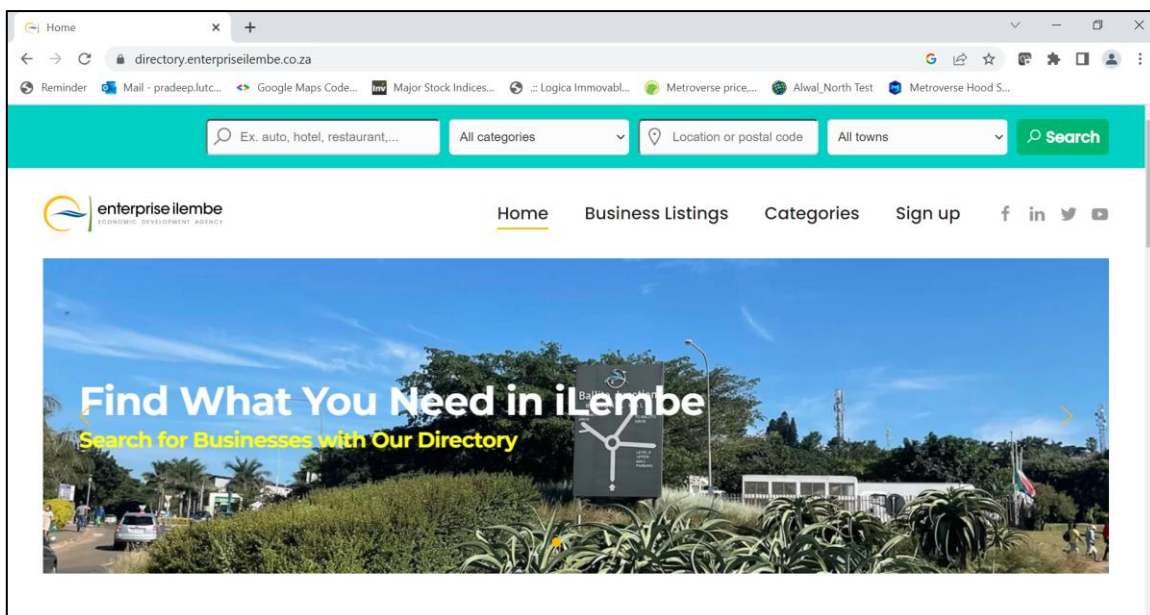 Home
directory.enterpriseilembe.co.za
Reminder Mail - pradeep.lutc... Google Maps Code... Major Stock Indices... .:: Logica Immovabl... Metroverse price,... Alwal_North Test Metroverse Hood S...
Ex. auto, hotel, restaurant,... All categories Location or postal code All towns Search
enterprise ilembe
ECONOMIC DEVELOPMENT AGENCY
Home Business Listings Categories Sign up
Find What You Need in iLembe
Search for Businesses with Our Directory